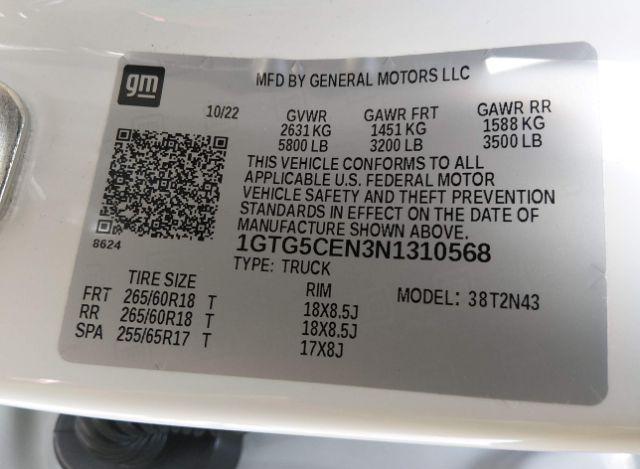 gm
MFD BY GENERAL MOTORS LLC
10/22 GVWR GAWR FRT GAWR RR
2631 KG 1451 KG 1588 KG
5800 LB 3200 LB 3500 LB
THIS VEHICLE CONFORMS TO ALL
APPLICABLE U.S. FEDERAL MOTOR
VEHICLE SAFETY AND THEFT PREVENTION
STANDARDS IN EFFECT ON THE DATE OF
MANUFACTURE SHOWN ABOVE.
8624
1GTG5CEN3N1310568
TYPE: TRUCK
TIRE SIZE RIM MODEL: 38T2N43
FRT 265/60R18 T 18X8.5J
RR 265/60R18 T 18X8.5J
SPA 255/65R17 T 17X8J